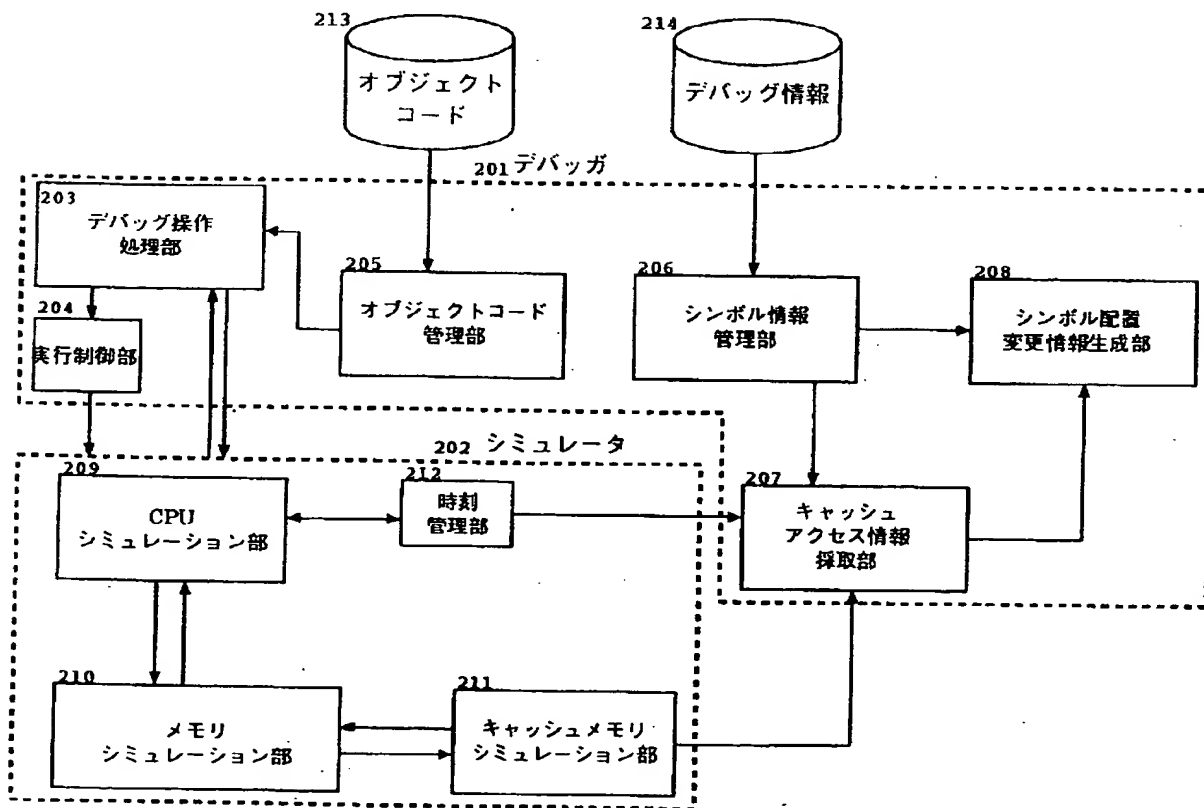 213
オブジェクト
コード
214
デバッグ情報
201 デバッガ
203
デバッグ操作
処理部
204
実行制御部
205
オブジェクトコード
管理部
206
シンボル情報
管理部
208
シンボル配置
変更情報生成部
202 シミュレータ
209
CPU
シミュレーション部
212
時刻
管理部
207
キャッシュ
アクセス情報
採取部
210
メモリ
シミュレーション部
211
キャッシュメモリ
シミュレーション部